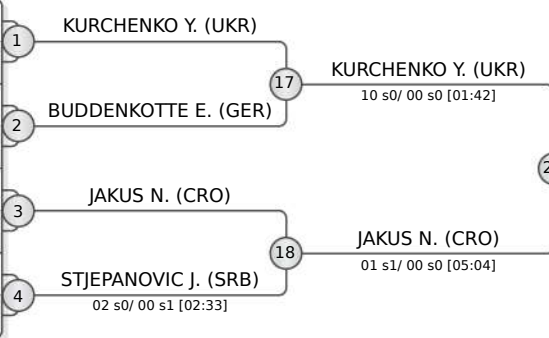 KURCHENKO Y. (UKR)
1
17
KURCHENKO Y. (UKR)
10 s0/ 00 s0 [01:42]
BUDDENKOTTE E. (GER)
2
JAKUS N. (CRO)
3
18
JAKUS N. (CRO)
01 s1/ 00 s0 [05:04]
STJEPANOVIC J. (SRB)
4
02 s0/ 00 s1 [02:33]